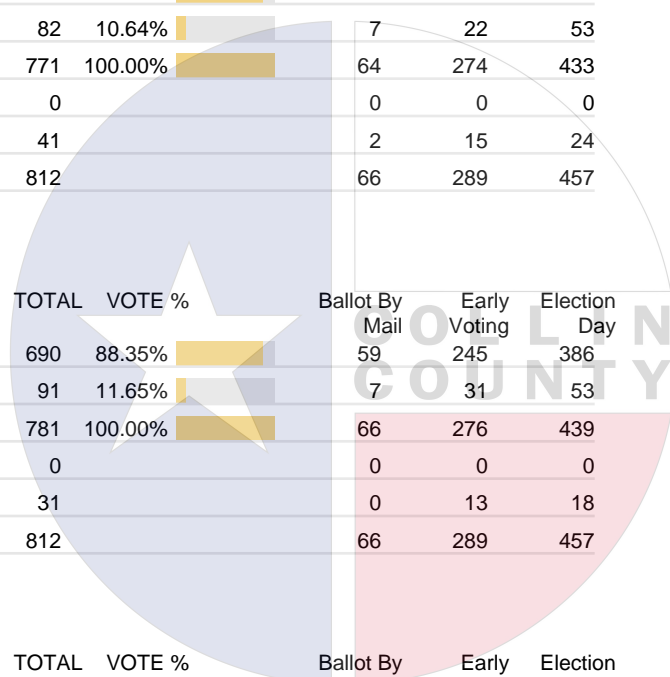 82 10.64% 7 22 53
771 100.00% 64 274 433
0 0 0 0
41 2 15 24
812 66 289 457
TOTAL VOTE % Ballot By Early Election
Mail Voting Day
COLLIN
690 88.35% 59 245 386
COUNTY
91 11.65% 7 31 53
781 100.00% 66 276 439
0 0 0 0
31 0 13 18
812 66 289 457
TOTAL VOTE % Ballot By Early Election